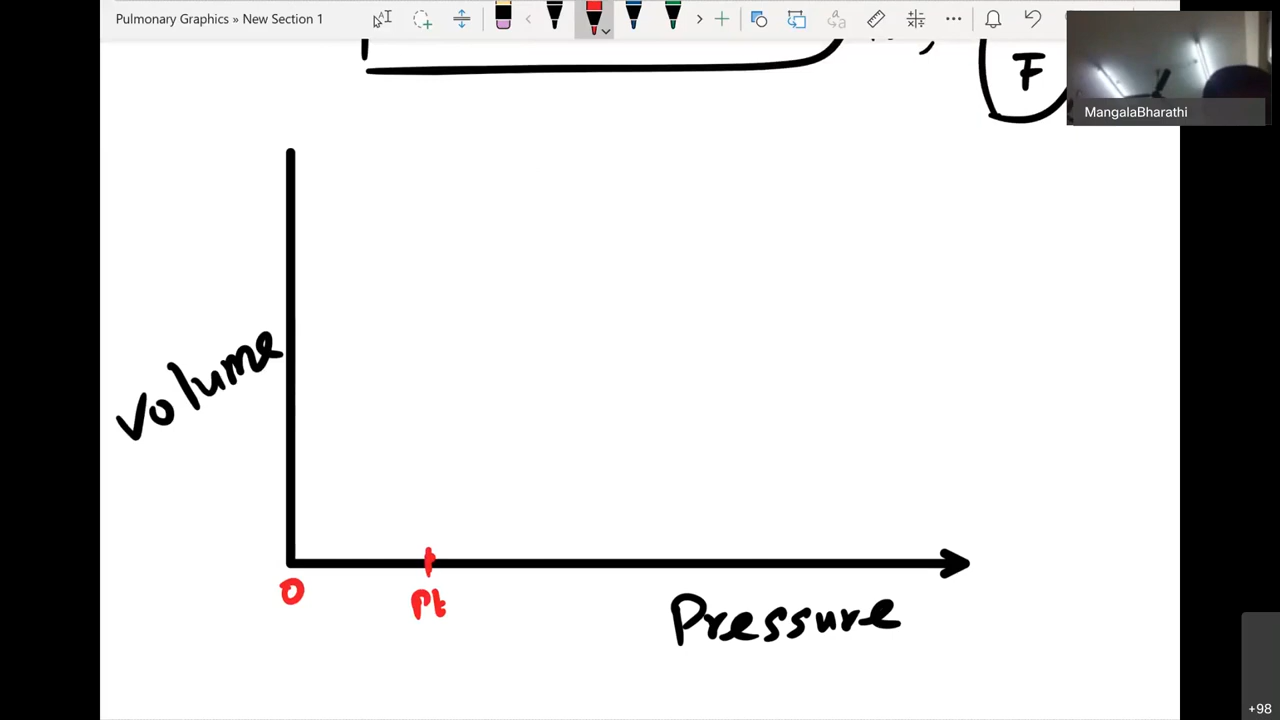 Pulmonary Graphics » New Section 1
F
MangalaBharathi
Volume
0
Pt
Pressure
+98